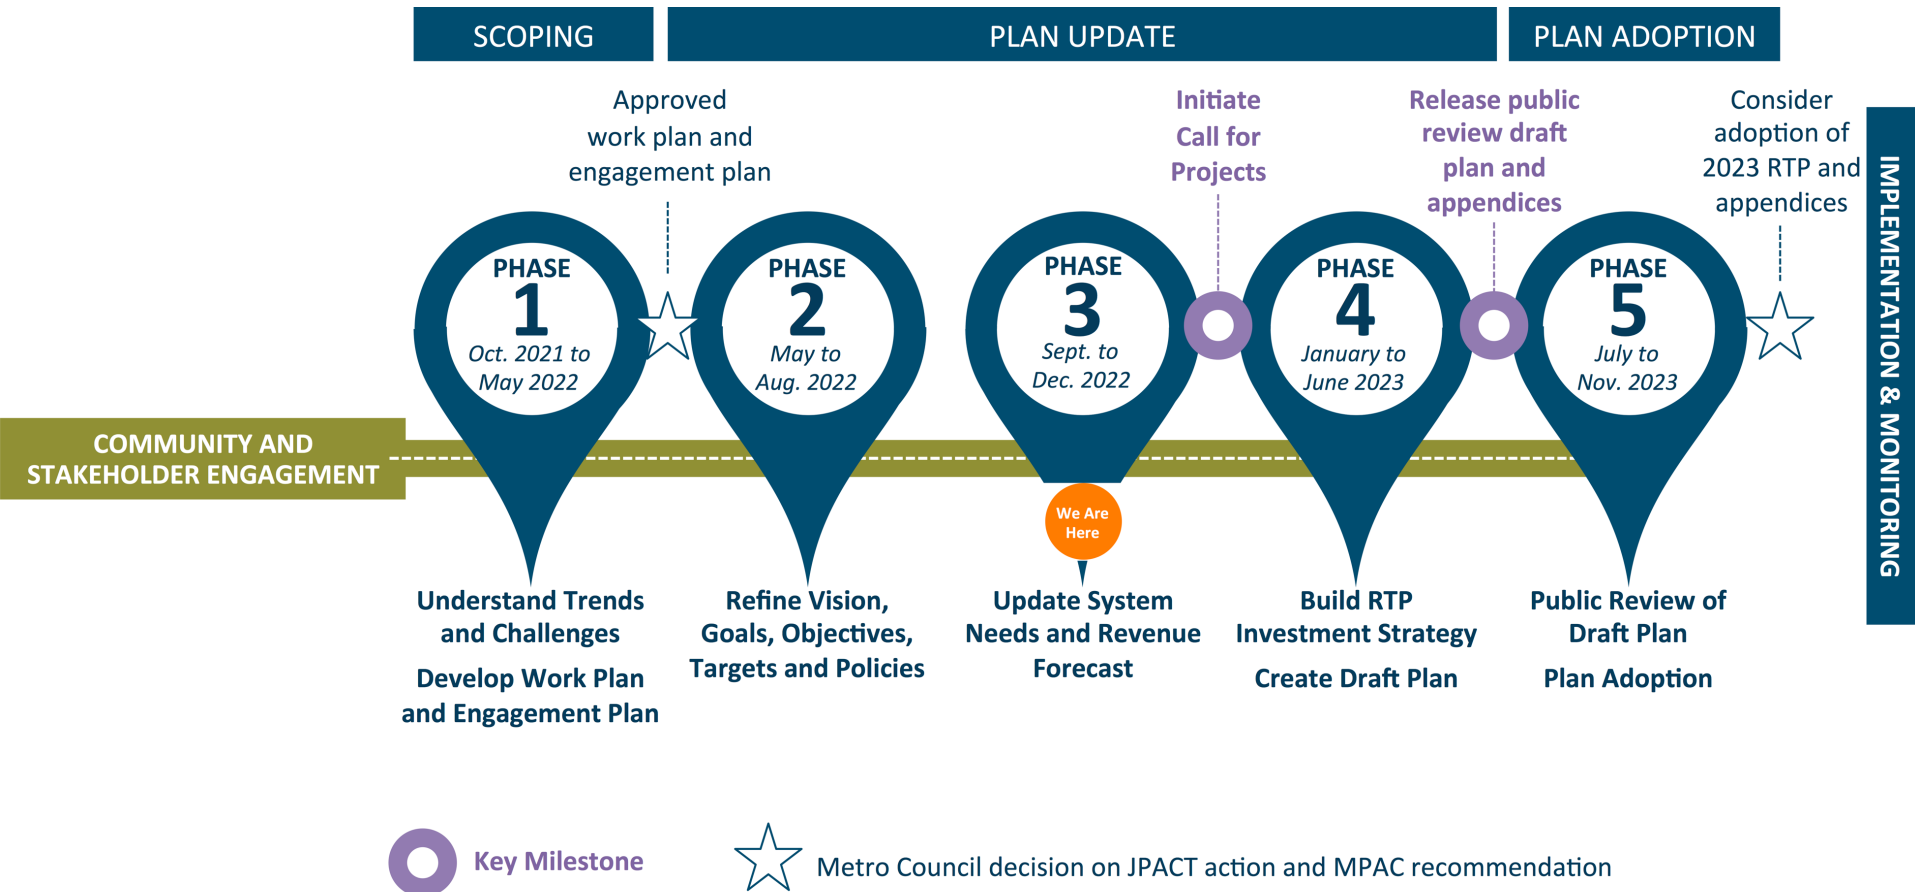 SCOPING
PLAN UPDATE
PLAN ADOPTION
Approved
work plan and
engagement plan
Initiate
Call for
Projects
Release public
review draft
plan and
appendices
Consider
adoption of
2023 RTP and
appendices
PHASE
1
Oct. 2021 to
May 2022
PHASE
2
May to
Aug. 2022
PHASE
3
Sept. to
Dec. 2022
PHASE
4
January to
June 2023
PHASE
5
July to
Nov. 2023
IMPLEMENTATION & MONITORING
COMMUNITY AND
STAKEHOLDER ENGAGEMENT
We Are
Here
Understand Trends
and Challenges
Develop Work Plan
and Engagement Plan
Refine Vision,
Goals, Objectives,
Targets and Policies
Update System
Needs and Revenue
Forecast
Build RTP
Investment Strategy
Create Draft Plan
Public Review of
Draft Plan
Plan Adoption
Key Milestone
Metro Council decision on JPACT action and MPAC recommendation